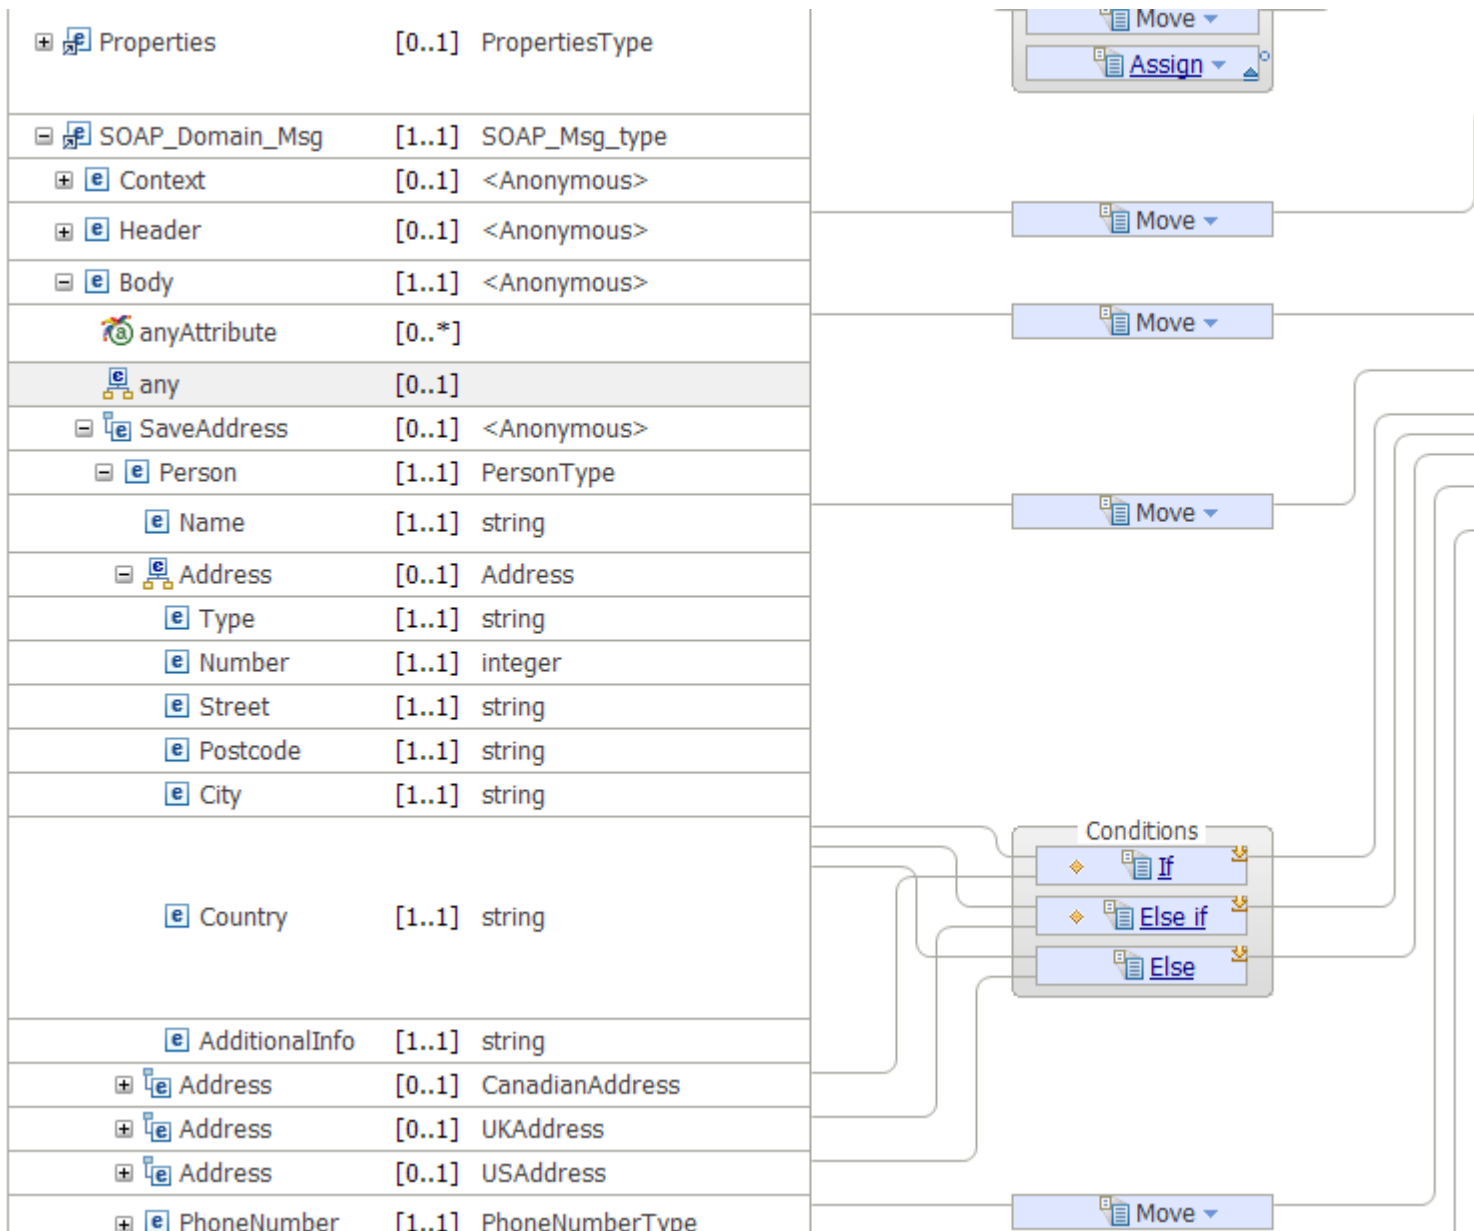 Move
Properties [0..1] PropertiesType
Assign
SOAP_Domain_Msg [1..1] SOAP_Msg_type
Context [0..1] <Anonymous>
Header [0..1] <Anonymous> Move
Body [1..1] <Anonymous>
anyAttribute [0..*] Move
any [0..1]
SaveAddress [0..1] <Anonymous>
Person [1..1] PersonType
Name [1..1] string Move
Address [0..1] Address
Type [1..1] string
Number [1..1] integer
Street [1..1] string
Postcode [1..1] string
City [1..1] string
Conditions
If
Country [1..1] string Else if
Else
AdditionalInfo [1..1] string
Address [0..1] CanadianAddress
Address [0..1] UKAddress
Address [0..1] USAddress
PhoneNumber [1..1] PhoneNumberType Move